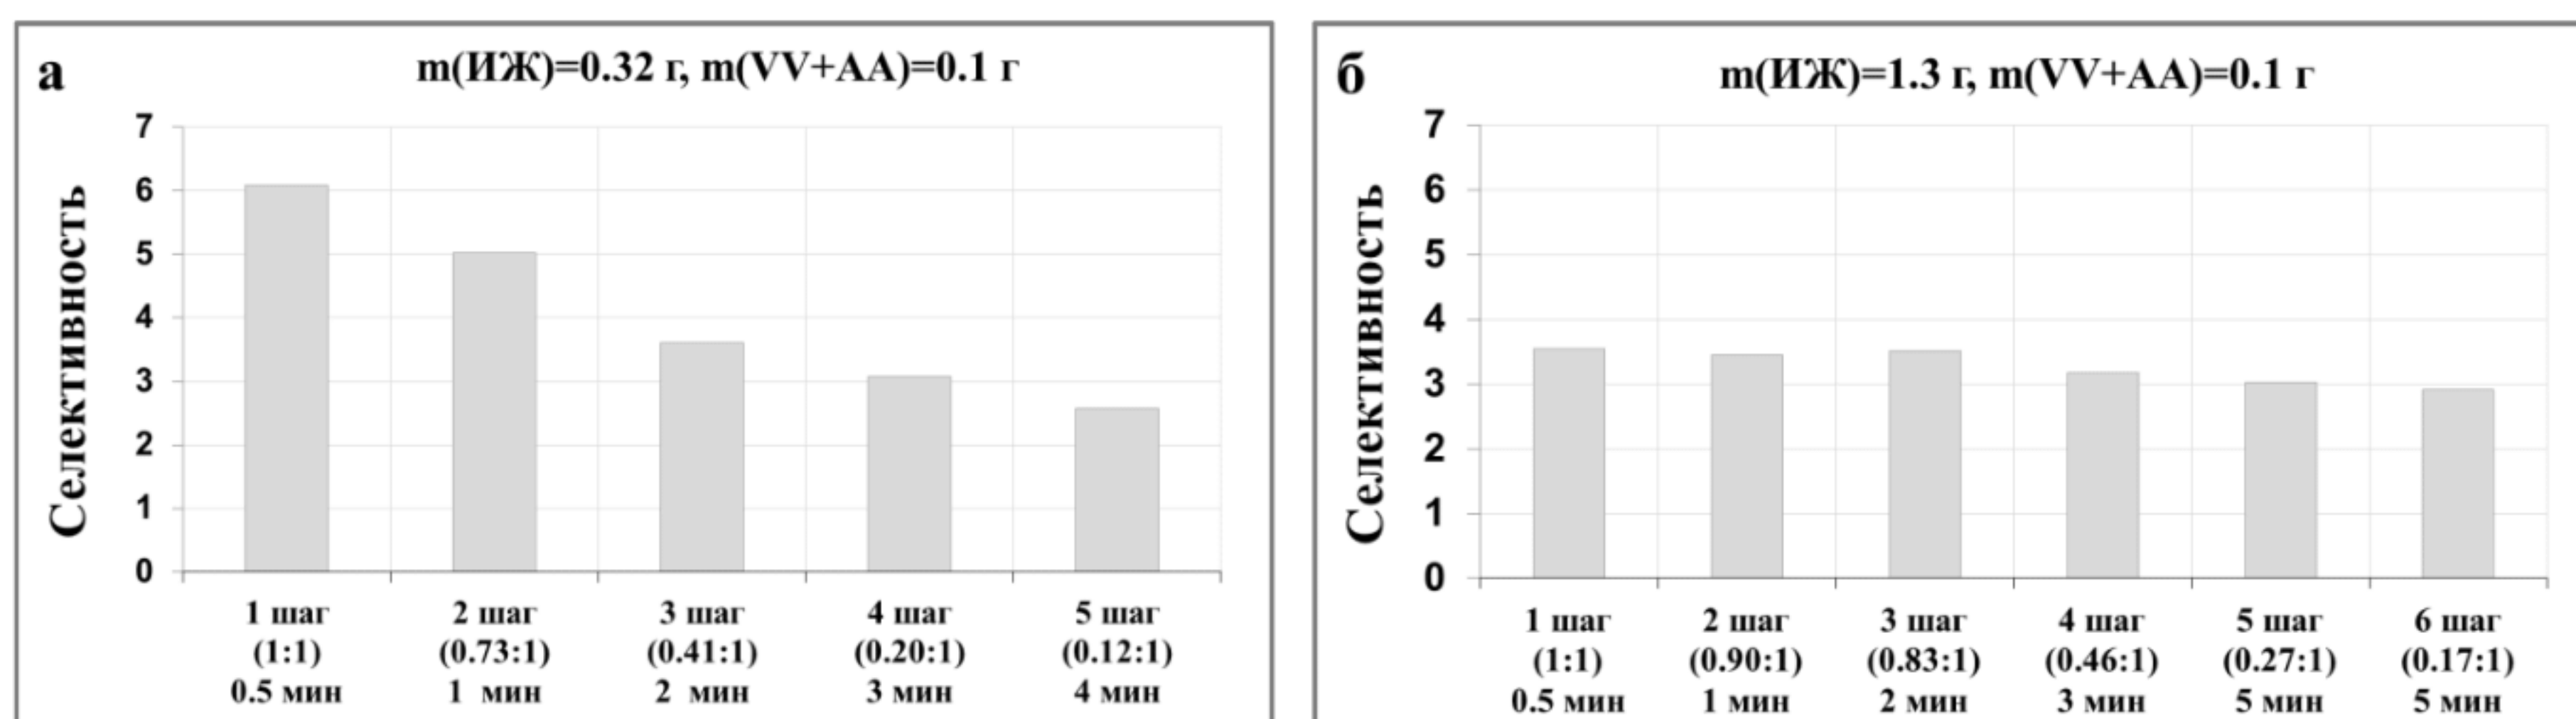 а
m(ИЖ)=0.32 г, m(VV+AA)=0.1 г
Селективность
7
6
5
4
3
2
1
0
1 шаг 2 шаг 3 шаг 4 шаг 5 шаг
(1:1) (0.73:1) (0.41:1) (0.20:1) (0.12:1)
0.5 мин 1 мин 2 мин 3 мин 4 мин
б
m(ИЖ)=1.3 г, m(VV+AA)=0.1 г
Селективность
7
6
5
4
3
2
1
0
1 шаг 2 шаг 3 шаг 4 шаг 5 шаг 6 шаг
(1:1) (0.90:1) (0.83:1) (0.46:1) (0.27:1) (0.17:1)
0.5 мин 1 мин 2 мин 3 мин 5 мин 5 мин